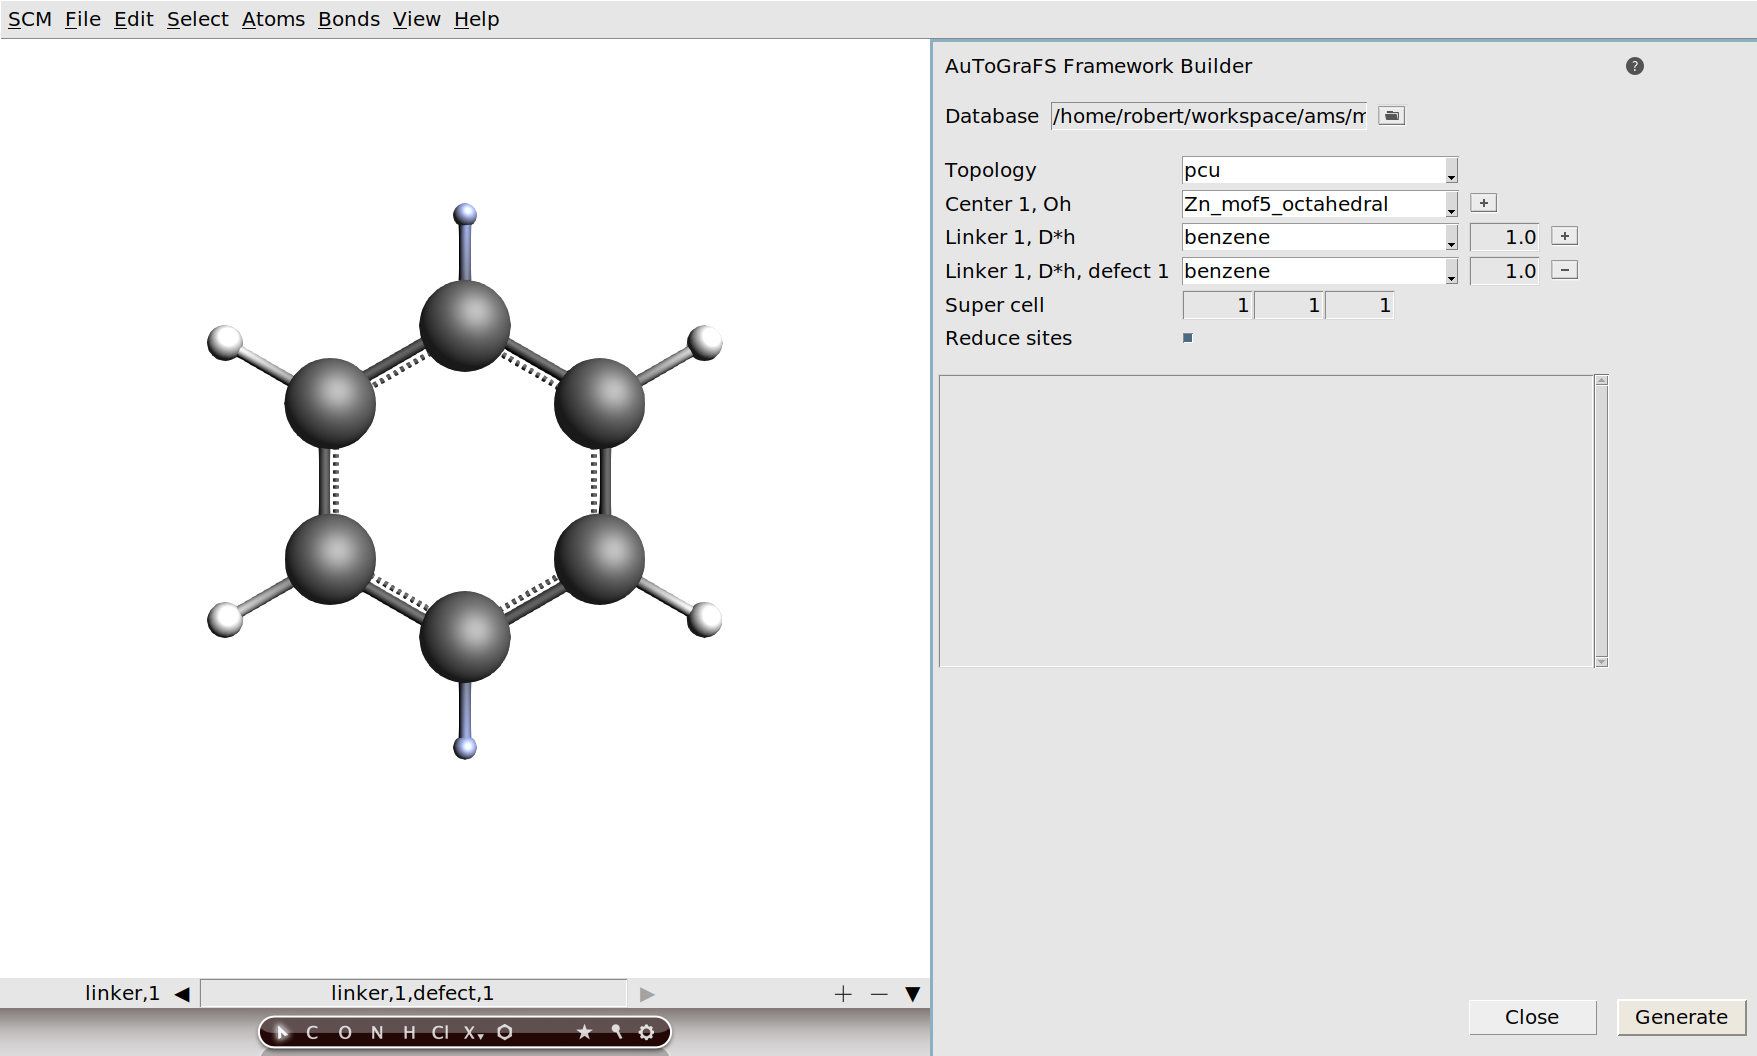 SCM File Edit Select Atoms Bonds View Help
AuToGraFS Framework Builder ?
Database /home/robert/workspace/ams/m
Topology pcu
Center 1, Oh Zn_mof5_octahedral +
Linker 1, D*h benzene 1.0 +
Linker 1, D*h, defect 1 benzene 1.0 −
Super cell 1 1 1
Reduce sites
linker,1 linker,1,defect,1 + −
C O N H Cl X
Close Generate